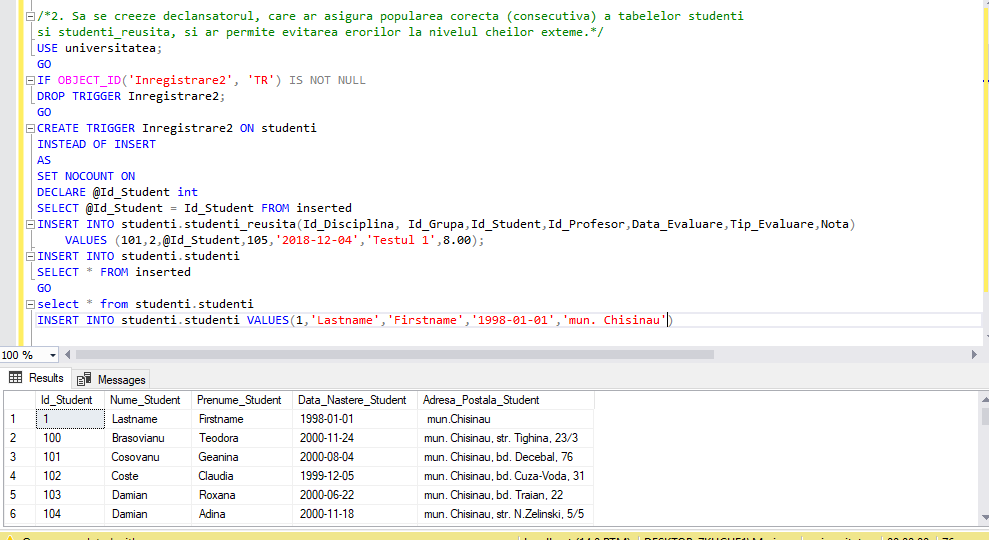 /*2. Sa se creeze declansatorul, care ar asigura popularea corecta (consecutiva) a tabelelor studenti
si studenti_reusita, si ar permite evitarea erorilor la nivelul cheilor exteme.*/
USE universitatea;
GO
IF OBJECT_ID('Inregistrare2', 'TR') IS NOT NULL
DROP TRIGGER Inregistrare2;
GO
CREATE TRIGGER Inregistrare2 ON studenti
INSTEAD OF INSERT
AS
SET NOCOUNT ON
DECLARE @Id_Student int
SELECT @Id_Student = Id_Student FROM inserted
INSERT INTO studenti.studenti_reusita(Id_Disciplina, Id_Grupa,Id_Student,Id_Profesor,Data_Evaluare,Tip_Evaluare,Nota)
VALUES (101,2,@Id_Student,105,'2018-12-04','Testul 1',8.00);
INSERT INTO studenti.studenti
SELECT * FROM inserted
GO
select * from studenti.studenti
INSERT INTO studenti.studenti VALUES(1,'Lastname','Firstname','1998-01-01','mun. Chisinau')
100 %
Results Messages
Id_Student Nume_Student Prenume_Student Data_Nastere_Student Adresa_Postala_Student
1 1 Lastname Firstname 1998-01-01 mun.Chisinau
2 100 Brasovianu Teodora 2000-11-24 mun. Chisinau, str. Tighina, 23/3
3 101 Cosovanu Geanina 2000-08-04 mun. Chisinau, bd. Decebal, 76
4 102 Coste Claudia 1999-12-05 mun. Chisinau, bd. Cuza-Voda, 31
5 103 Damian Roxana 2000-06-22 mun. Chisinau, bd. Traian, 22
6 104 Damian Adina 2000-11-18 mun. Chisinau, str. N.Zelinski, 5/5